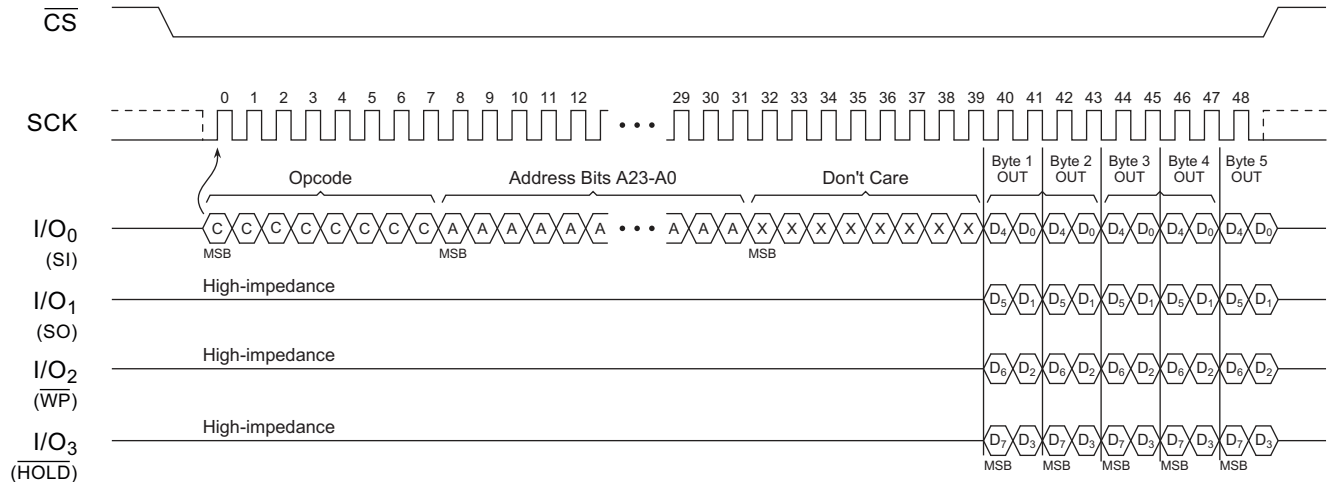 CS
SCK
0 1 2 3 4 5 6 7 8 9 10 11 12 • • • 29 30 31 32 33 34 35 36 37 38 39 40 41 42 43 44 45 46 47 48
Opcode
Address Bits A23-A0
Don't Care
Byte 1 OUT
Byte 2 OUT
Byte 3 OUT
Byte 4 OUT
Byte 5 OUT
I/O0 (SI)
C C C C C C C C A A A A A A • • • A A A X X X X X X X X D4 D0 D4 D0 D4 D0 D4 D0 D4 D0
MSB MSB MSB
I/O1 (SO)
High-impedance
D5 D1 D5 D1 D5 D1 D5 D1 D5 D1
I/O2 (WP)
High-impedance
D6 D2 D6 D2 D6 D2 D6 D2 D6 D2
I/O3 (HOLD)
High-impedance
D7 D3 D7 D3 D7 D3 D7 D3 D7 D3
MSB MSB MSB MSB MSB